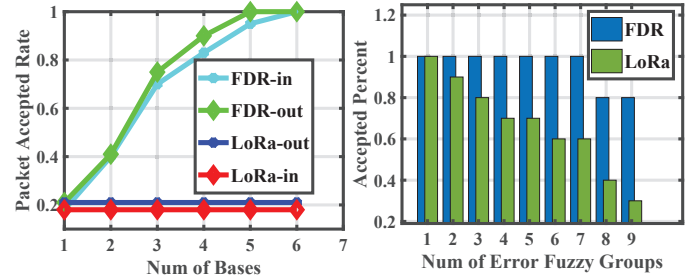 Packet Accepted Rate
1
0.8
0.6
0.4
0.2
FDR-in
FDR-out
LoRa-out
LoRa-in
1 2 3 4 5 6 7
Num of Bases
Accepted Percent
1.2
1
0.8
0.6
0.4
0.2
FDR
LoRa
1 2 3 4 5 6 7 8 9
Num of Error Fuzzy Groups